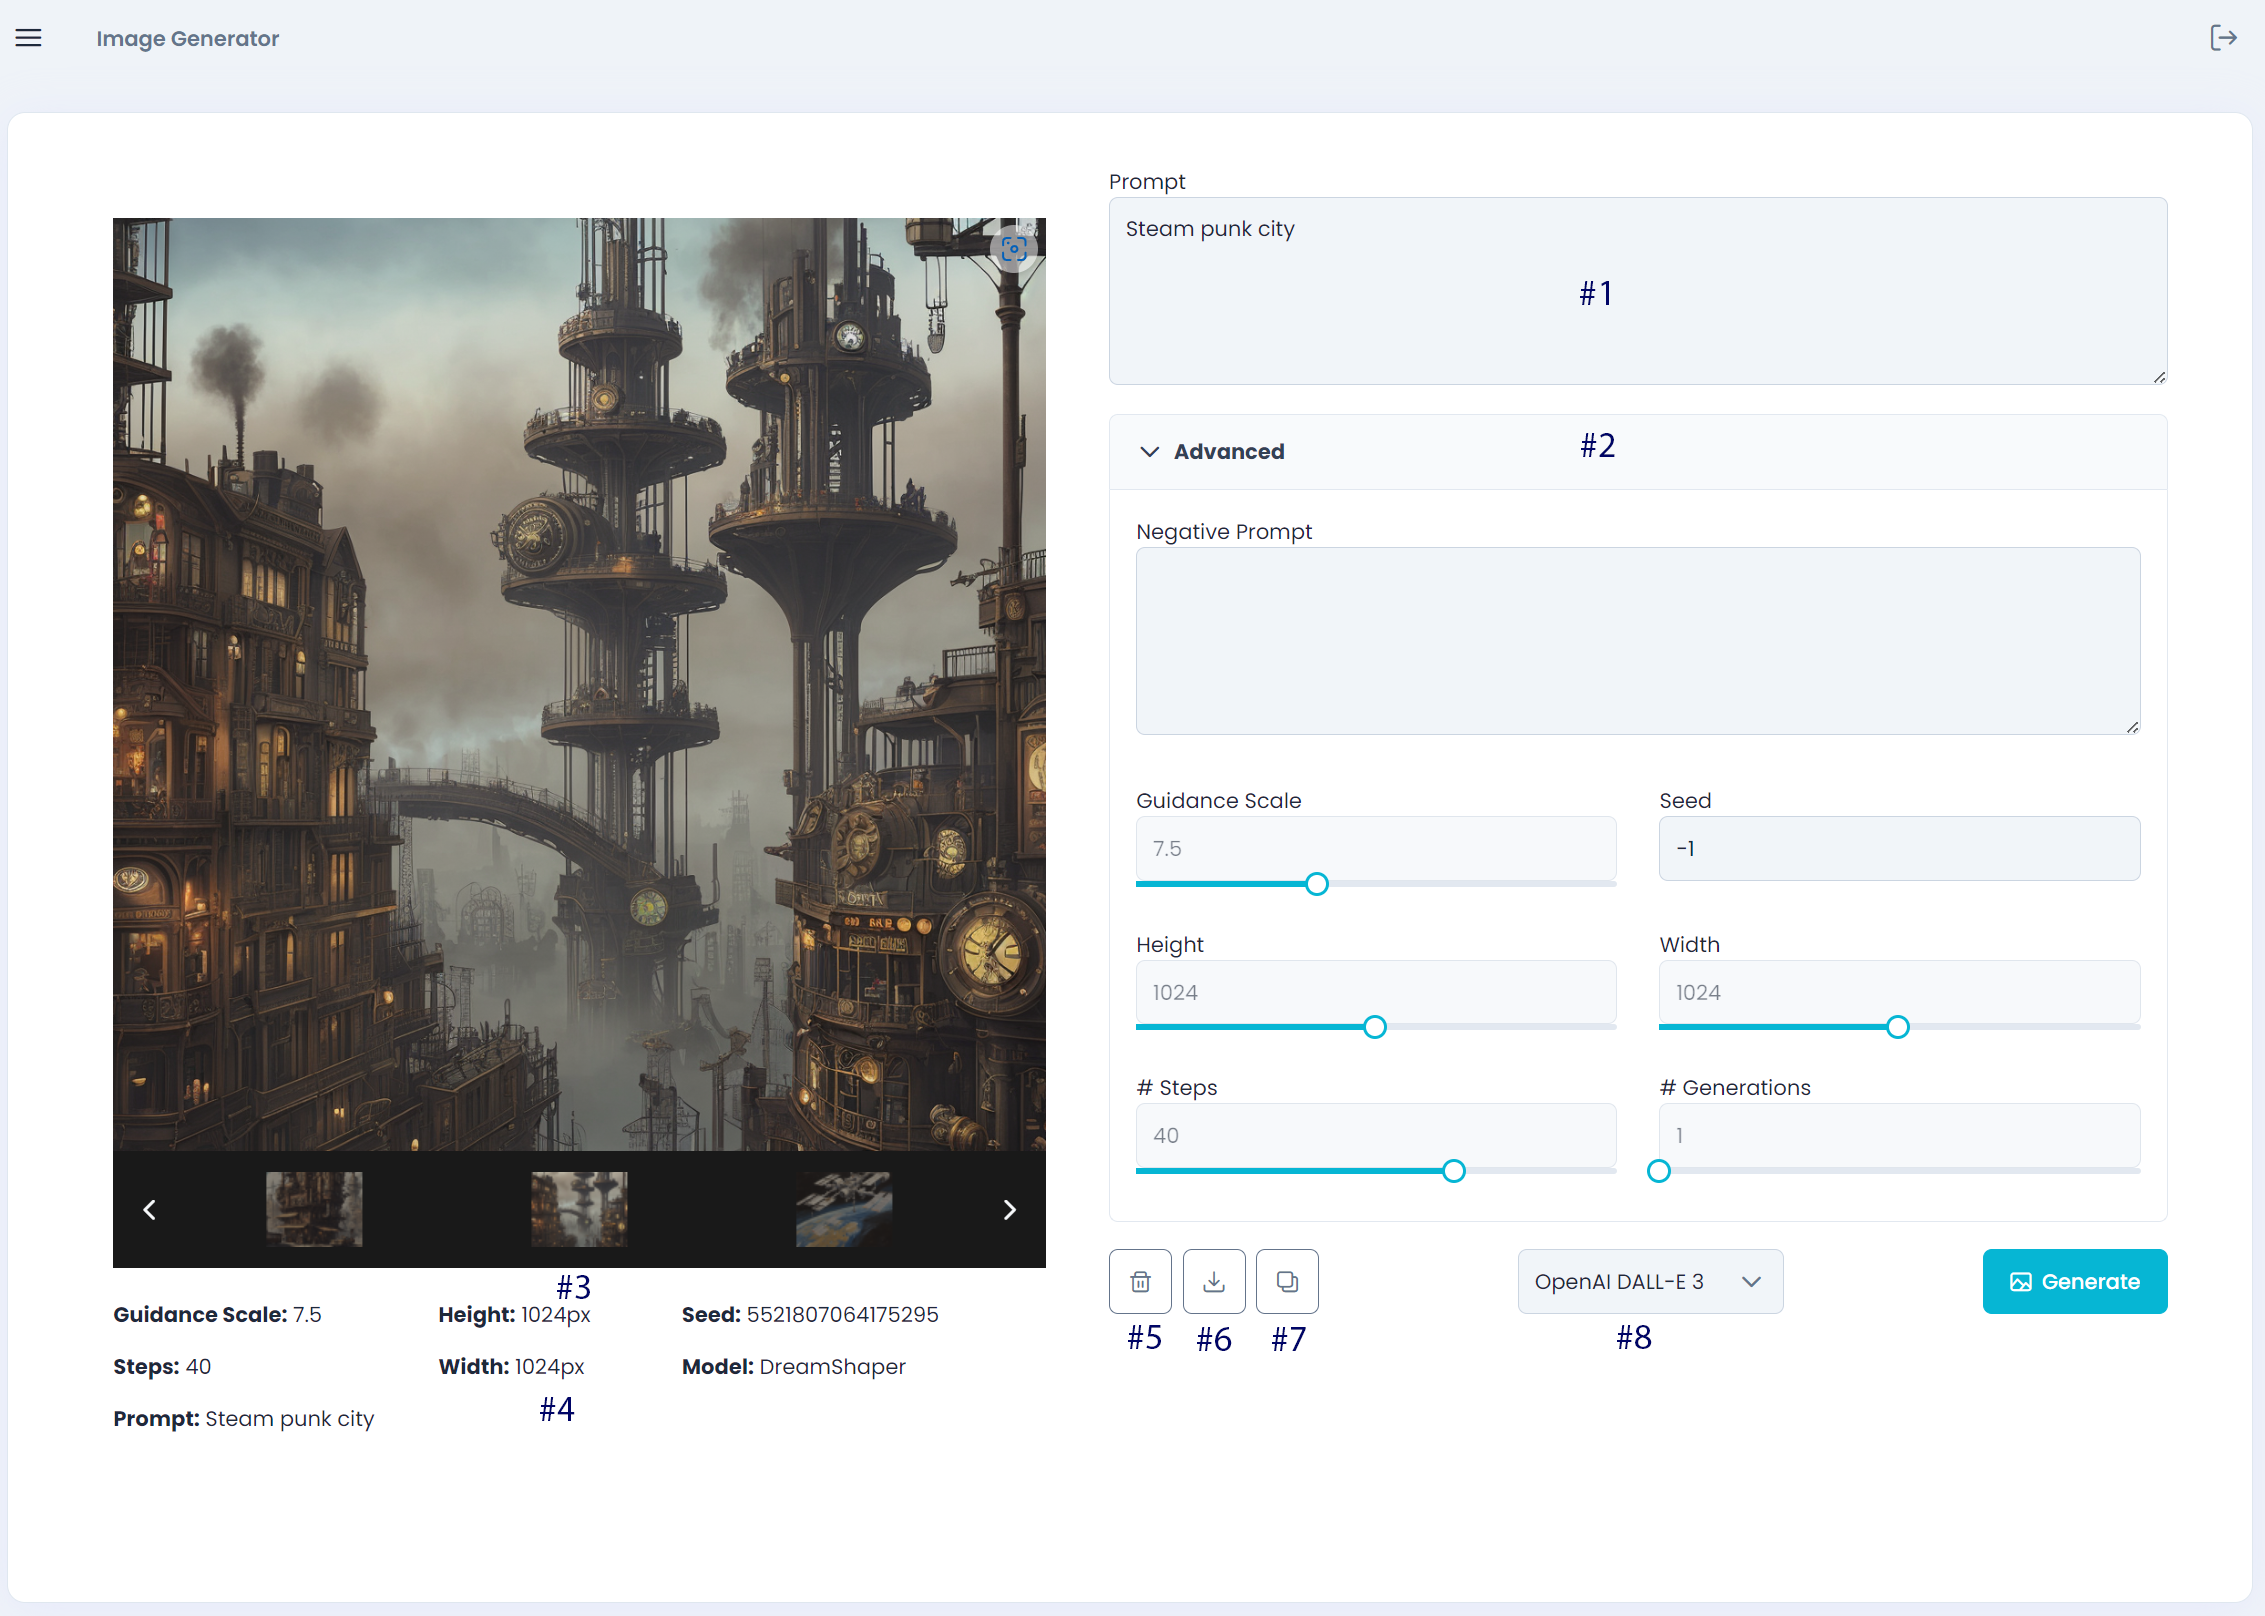 Image Generator
Prompt
Steam punk city
#1
Advanced
#2
Negative Prompt
Guidance Scale
7.5
Seed
-1
Height
1024
Width
1024
# Steps
40
# Generations
1
#3
Guidance Scale: 7.5
Height: 1024px
Seed: 5521807064175295
Steps: 40
Width: 1024px
Model: DreamShaper
#4
Prompt: Steam punk city
#5
#6
#7
OpenAI DALL-E 3
#8
Generate